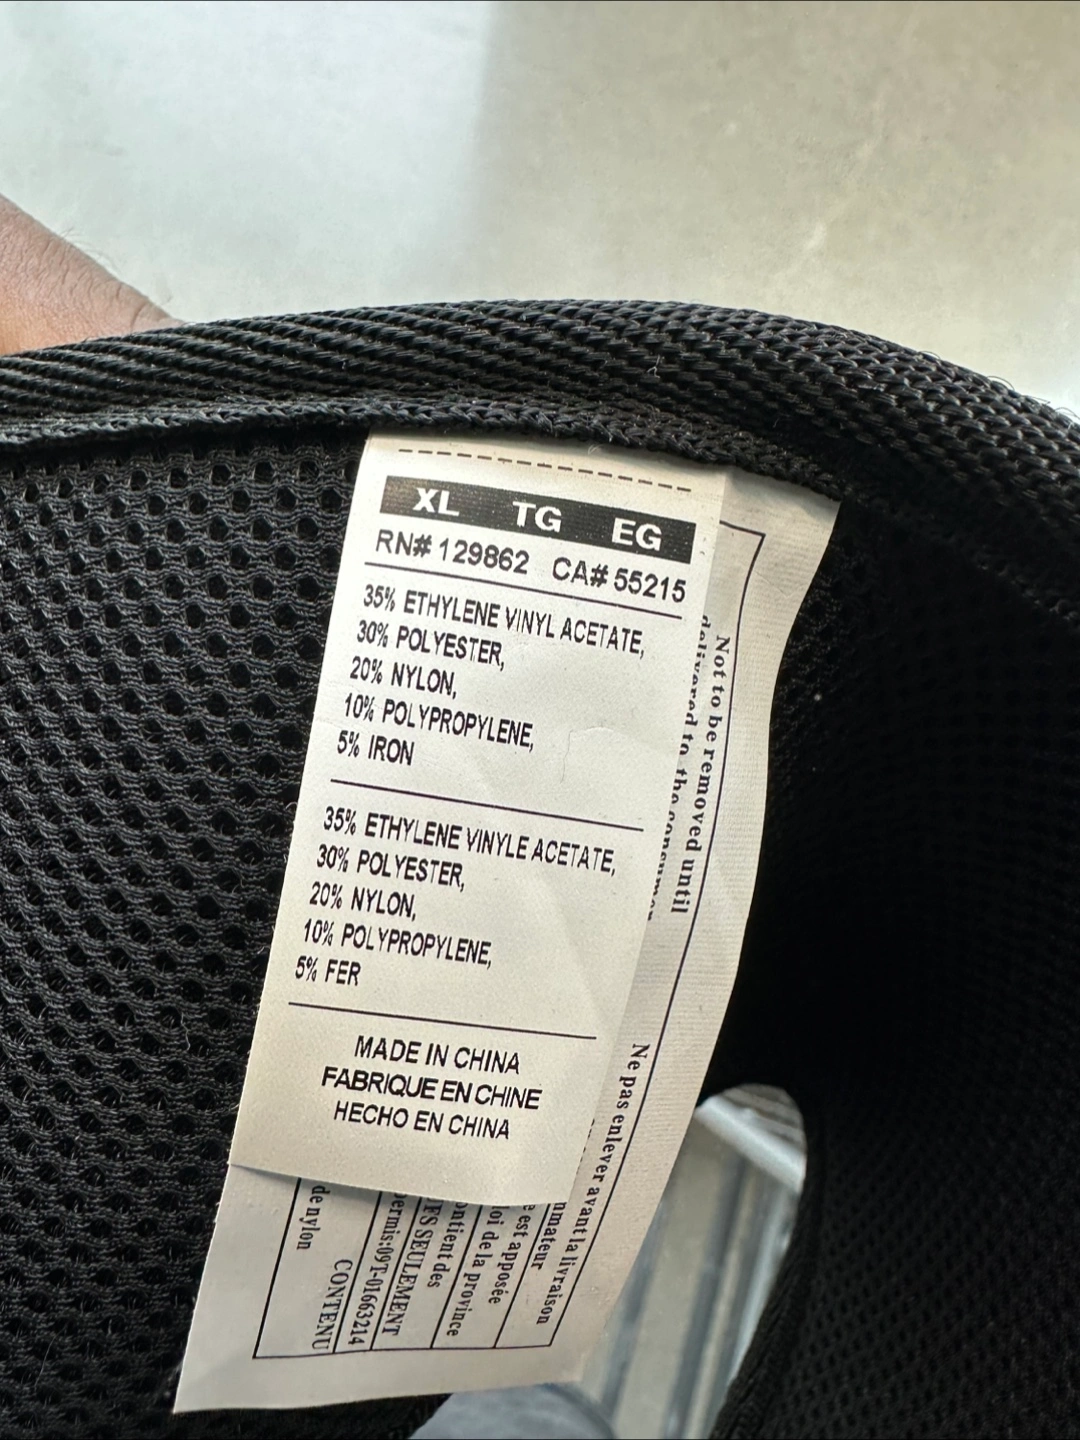 XL TG EG
RN# 129862 CA# 55215
35% ETHYLENE VINYL ACETATE,
30% POLYESTER,
20% NYLON,
10% POLYPROPYLENE,
5% IRON
35% ETHYLENE VINYLE ACETATE,
30% POLYESTER,
20% NYLON,
10% POLYPROPYLENE,
5% FER
MADE IN CHINA
FABRIQUE EN CHINE
HECHO EN CHINA
Not to be removed until
delivered to the consumer
Ne pas enlever avant la livraison
est apposée
loi de la province
contient des
SEULEMENT
permis:09T-01663214
CONTENU
de nylon